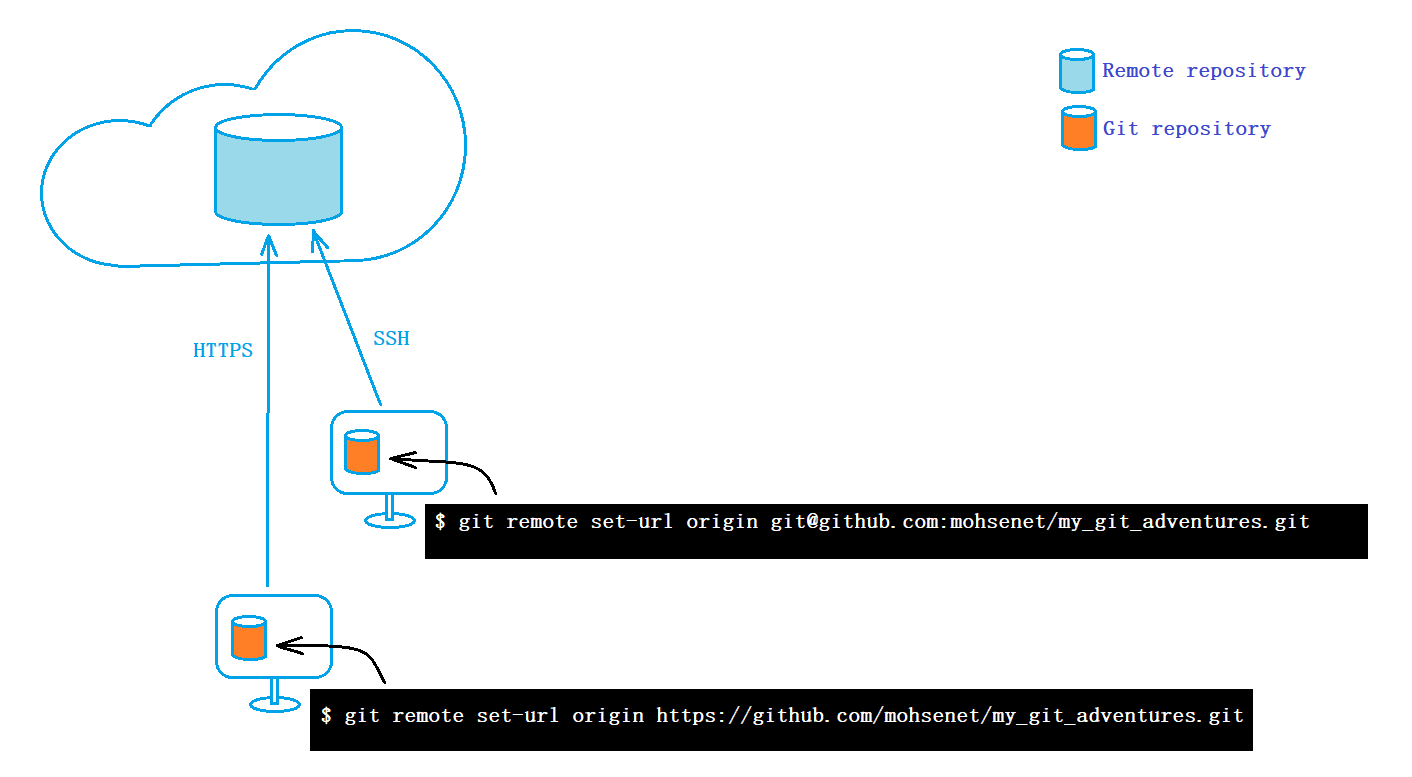 Remote repository
Git repository
SSH
HTTPS
$ git remote set-url origin git@github.com:mohsenet/my_git_adventures.git
$ git remote set-url origin https://github.com/mohsenet/my_git_adventures.git